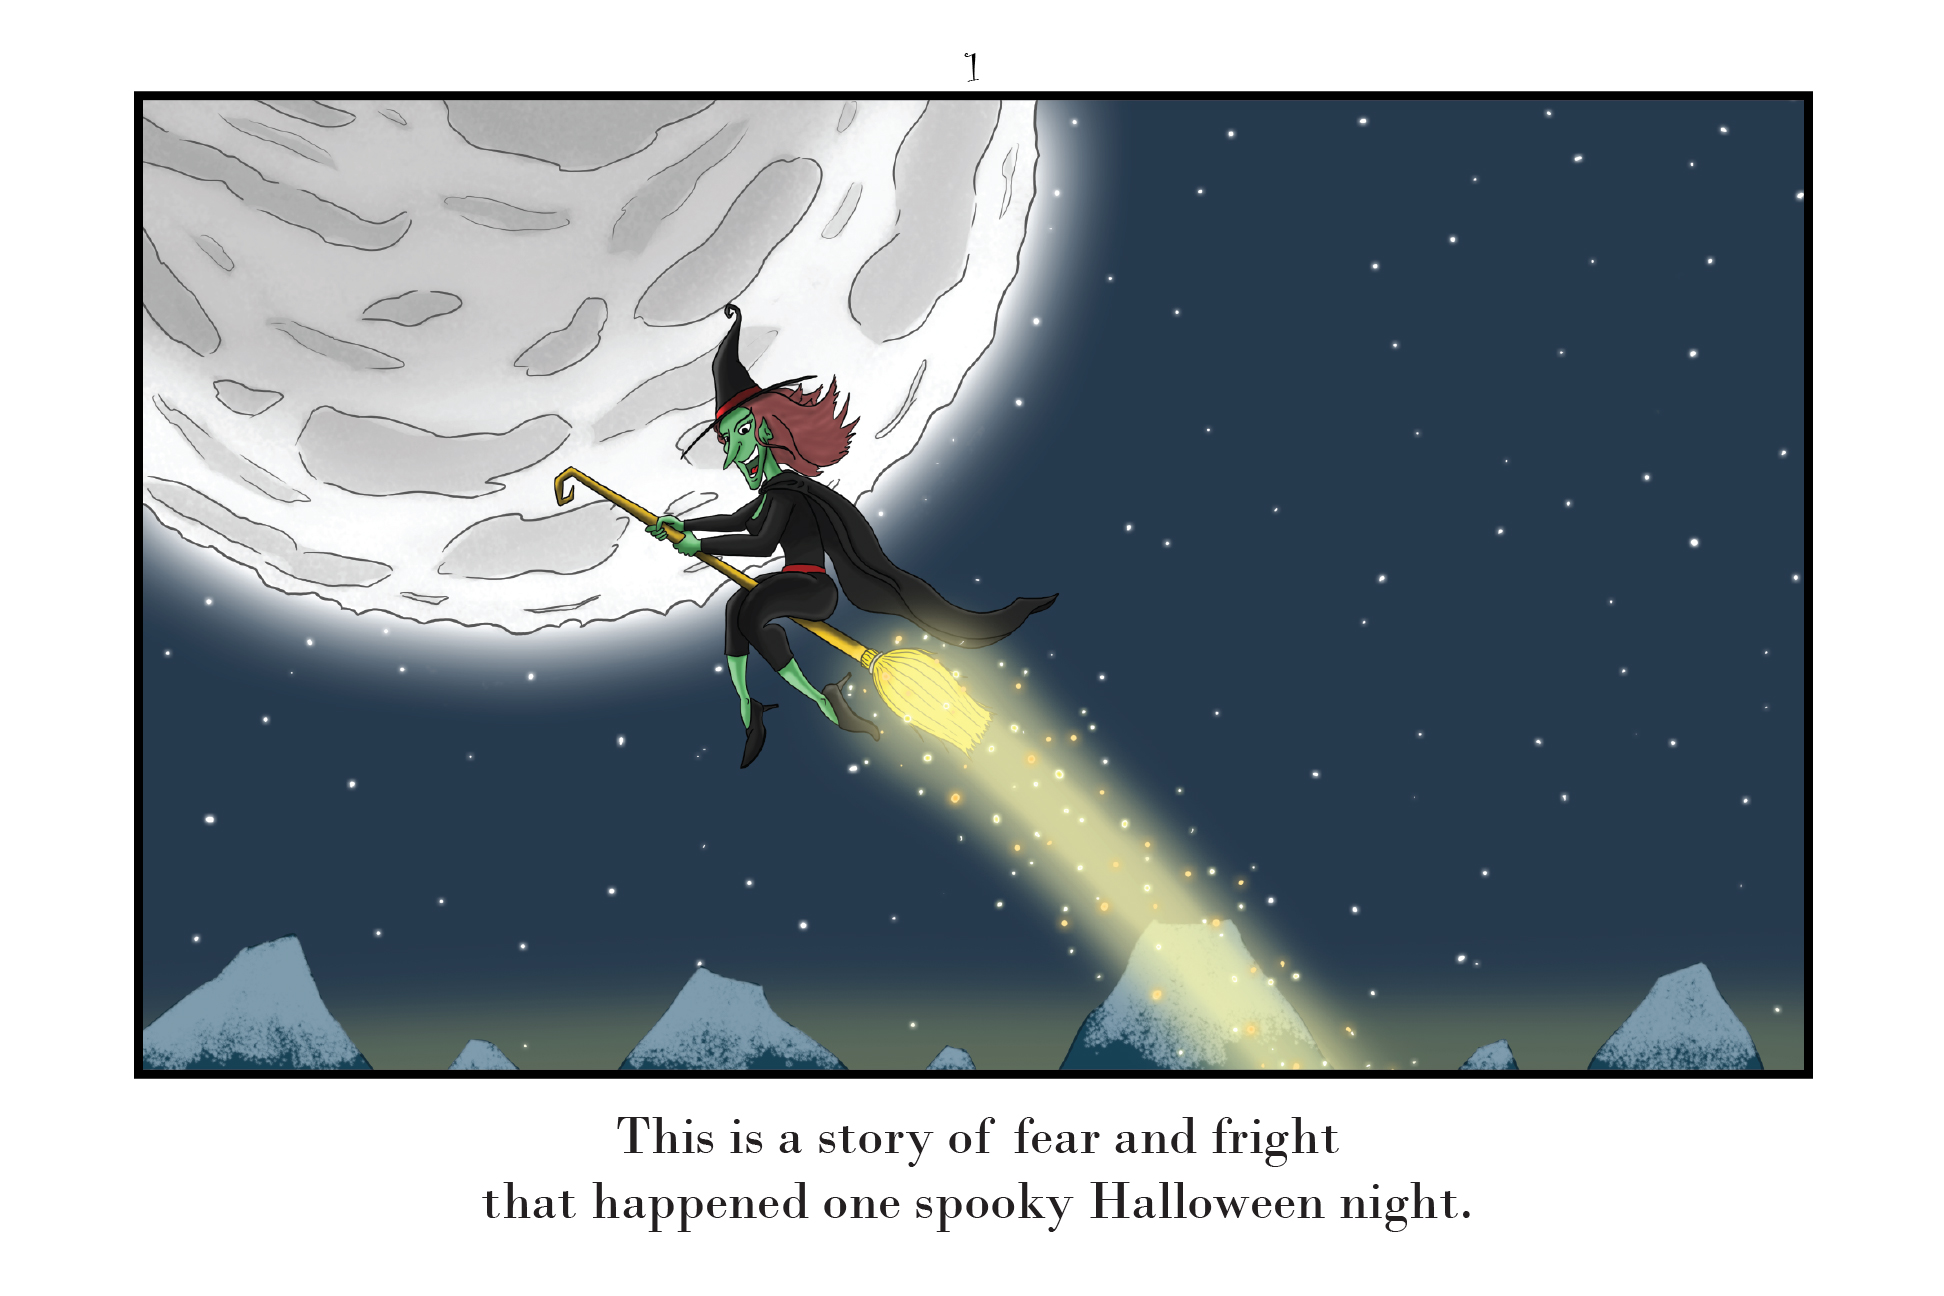 1
This is a story of fear and fright
that happened one spooky Halloween night.